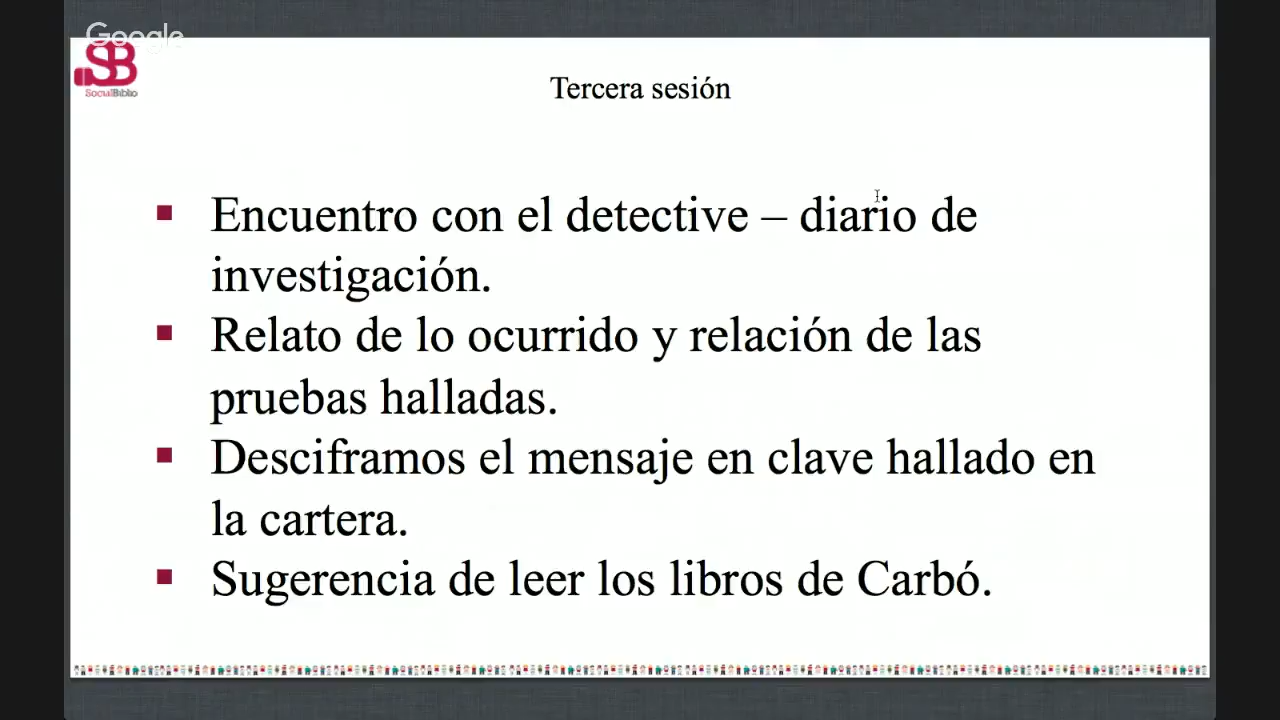 Google
SB
SocialBiblio
Tercera sesión
Encuentro con el detective – diario de
investigación.
Relato de lo ocurrido y relación de las
pruebas halladas.
Desciframos el mensaje en clave hallado en
la cartera.
Sugerencia de leer los libros de Carbó.